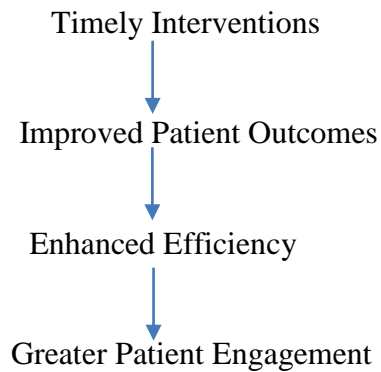 Timely Interventions
Improved Patient Outcomes
Enhanced Efficiency
Greater Patient Engagement